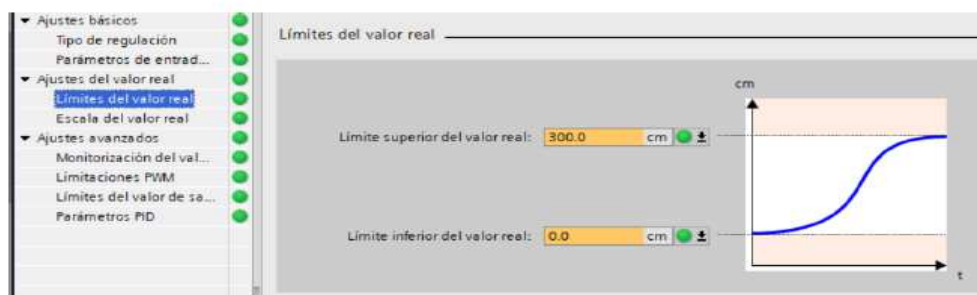 Ajustes básicos
Tipo de regulación
Parámetros de entrad...
Ajustes del valor real
Límites del valor real
Escala del valor real
Ajustes avanzados
Monitorización del val...
Limitaciones PWM
Límites del valor de sa...
Parámetros PID
Límites del valor real
cm
Límite superior del valor real: 300.0 cm
Límite inferior del valor real: 0.0 cm
t